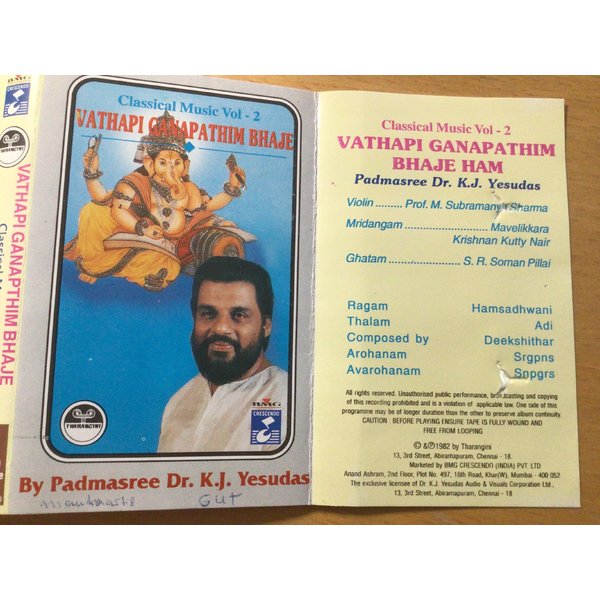 BMG
CRESCENDO
THARANGINI
VATHAPI GANAPTHIM BHAJE
Classical M
Classical Music Vol - 2
VATHAPI GANAPATHIM BHAJE
BMG
CRESCENDO
THARANGINI
By Padmasree Dr. K.J. Yesudas
GUT
Classical Music Vol - 2
VATHAPI GANAPATHIM
BHAJE HAM
Padmasree Dr. K.J. Yesudas
Violin ......... Prof. M. Subramanya Sharma
Mridangam .................. Mavelikkara
Krishnan Kutty Nair
Ghatam ........................ S. R. Soman Pillai
Ragam Hamsadhwani
Thalam Adi
Composed by Deekshithar
Arohanam Srgpns
Avarohanam Snpgrs
All rights reserved. Unauthorised public performance, broadcasting and copying
of this recording prohibited and is a violation of applicable law. One side of this
programme may be of longer duration than the other to preserve album continuity.
CAUTION : BEFORE PLAYING ENSURE TAPE IS FULLY WOUND AND
FREE FROM LOOPING
© &℗1982 by Tharangini
13, 3rd Street, Abiramapuram, Chennai - 18
Marketed by BMG CRESCENDO (INDIA) PVT. LTD
Anand Ashram, 2nd Floor, Plot No. 497, 16th Road, Khar(W), Mumbai - 400 052
The exclusive licensee of Dr. K.J. Yesudas Audio & Visuals Corporation Ltd.,
13, 3rd Street, Abiramapuram, Chennai - 18.